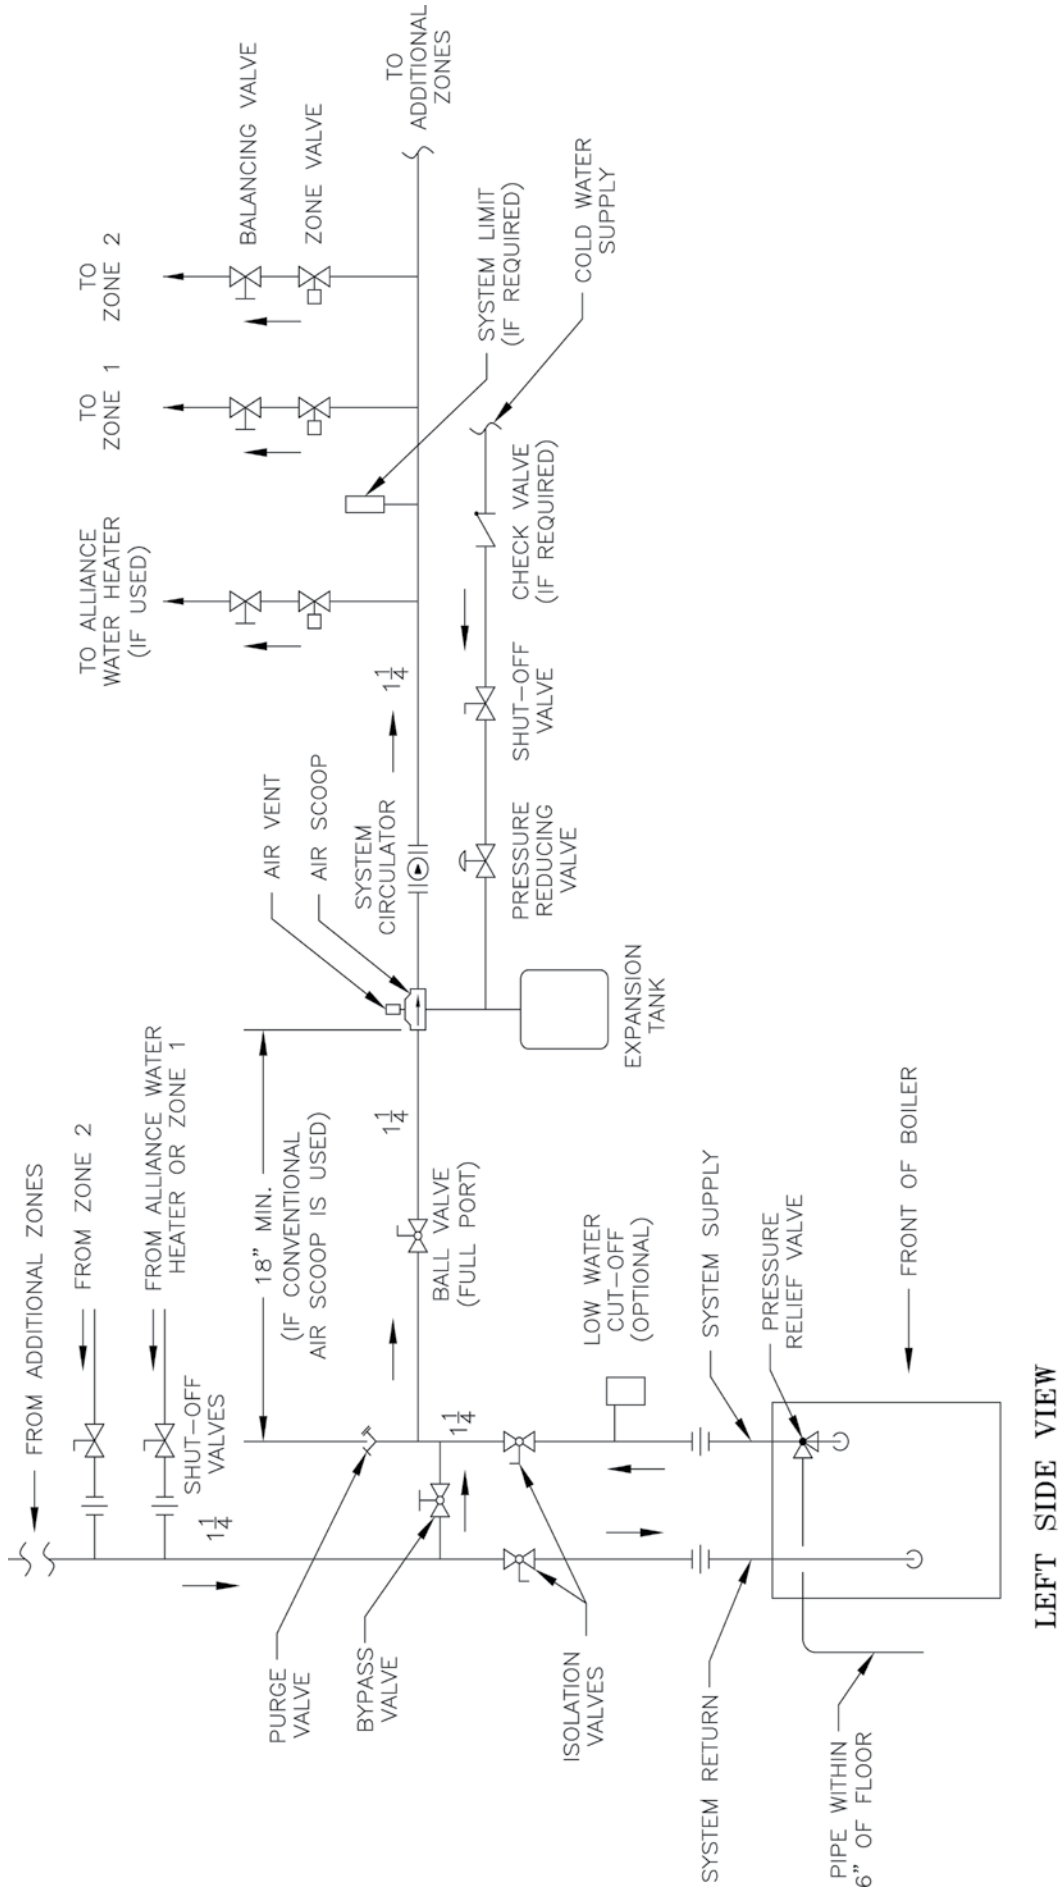 FROM ADDITIONAL ZONES
FROM ZONE 2
FROM ALLIANCE WATER
HEATER OR ZONE 1
SHUT-OFF
VALVES
1 1/4
18" MIN.
(IF CONVENTIONAL
AIR SCOOP IS USED)
PURGE
VALVE
BYPASS
VALVE
ISOLATION
VALVES
1 1/4
BALL VALVE
(FULL PORT)
1 1/4
AIR VENT
AIR SCOOP
SYSTEM
CIRCULATOR
1 1/4
TO ALLIANCE
WATER HEATER
(IF USED)
TO
ZONE 1
TO
ZONE 2
BALANCING VALVE
ZONE VALVE
TO
ADDITIONAL
ZONES
SYSTEM LIMIT
(IF REQUIRED)
COLD WATER
SUPPLY
CHECK VALVE
(IF REQUIRED)
SHUT-OFF
VALVE
PRESSURE
REDUCING
VALVE
EXPANSION
TANK
LOW WATER
CUT-OFF
(OPTIONAL)
SYSTEM SUPPLY
PRESSURE
RELIEF VALVE
FRONT OF BOILER
SYSTEM RETURN
PIPE WITHIN
6" OF FLOOR
LEFT SIDE VIEW